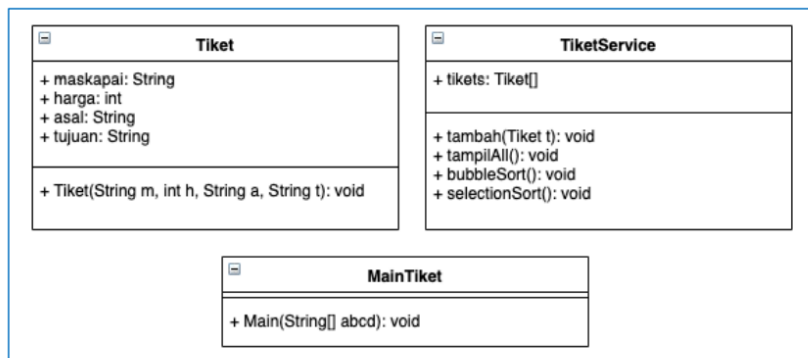 Tiket
+ maskapai: String
+ harga: int
+ asal: String
+ tujuan: String
+ Tiket(String m, int h, String a, String t): void
TiketService
+ tikets: Tiket[]
+ tambah(Tiket t): void
+ tampilAll(): void
+ bubbleSort(): void
+ selectionSort(): void
MainTiket
+ Main(String[] abcd): void